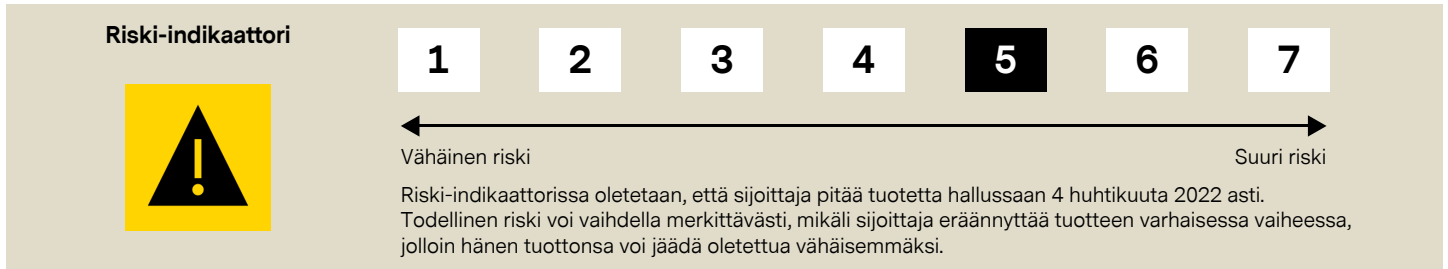 Riski-indikaattori
1 2 3 4 5 6 7
Vähäinen riski Suuri riski
Riski-indikaattorissa oletetaan, että sijoittaja pitää tuotetta hallussaan 4 huhtikuuta 2022 asti.
Todellinen riski voi vaihdella merkittävästi, mikäli sijoittaja eräännyttää tuotteen varhaisessa vaiheessa,
jolloin hänen tuottonsa voi jäädä oletettua vähäisemmäksi.